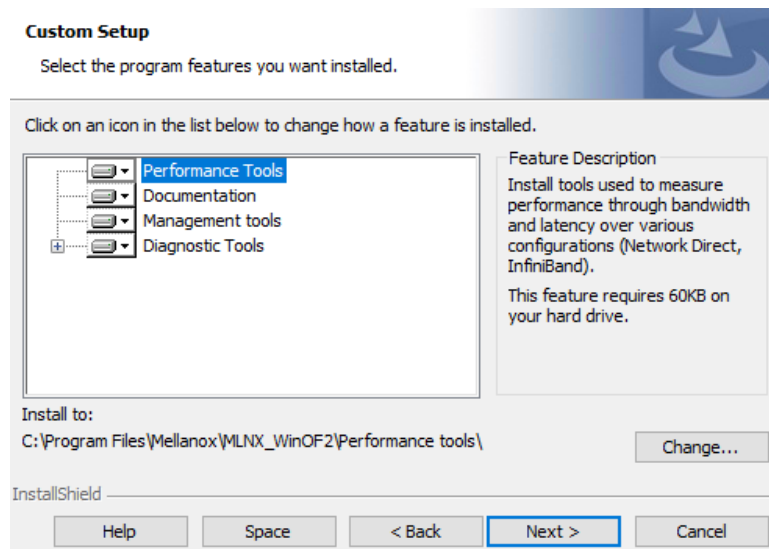 Custom Setup
Select the program features you want installed.
Click on an icon in the list below to change how a feature is installed.
Performance Tools
Documentation
Management tools
Diagnostic Tools
Feature Description
Install tools used to measure
performance through bandwidth
and latency over various
configurations (Network Direct,
InfiniBand).
This feature requires 60KB on
your hard drive.
Install to:
C:\Program Files\Mellanox\MLNX_WinOF2\Performance tools\
Change...
InstallShield
Help
Space
< Back
Next >
Cancel